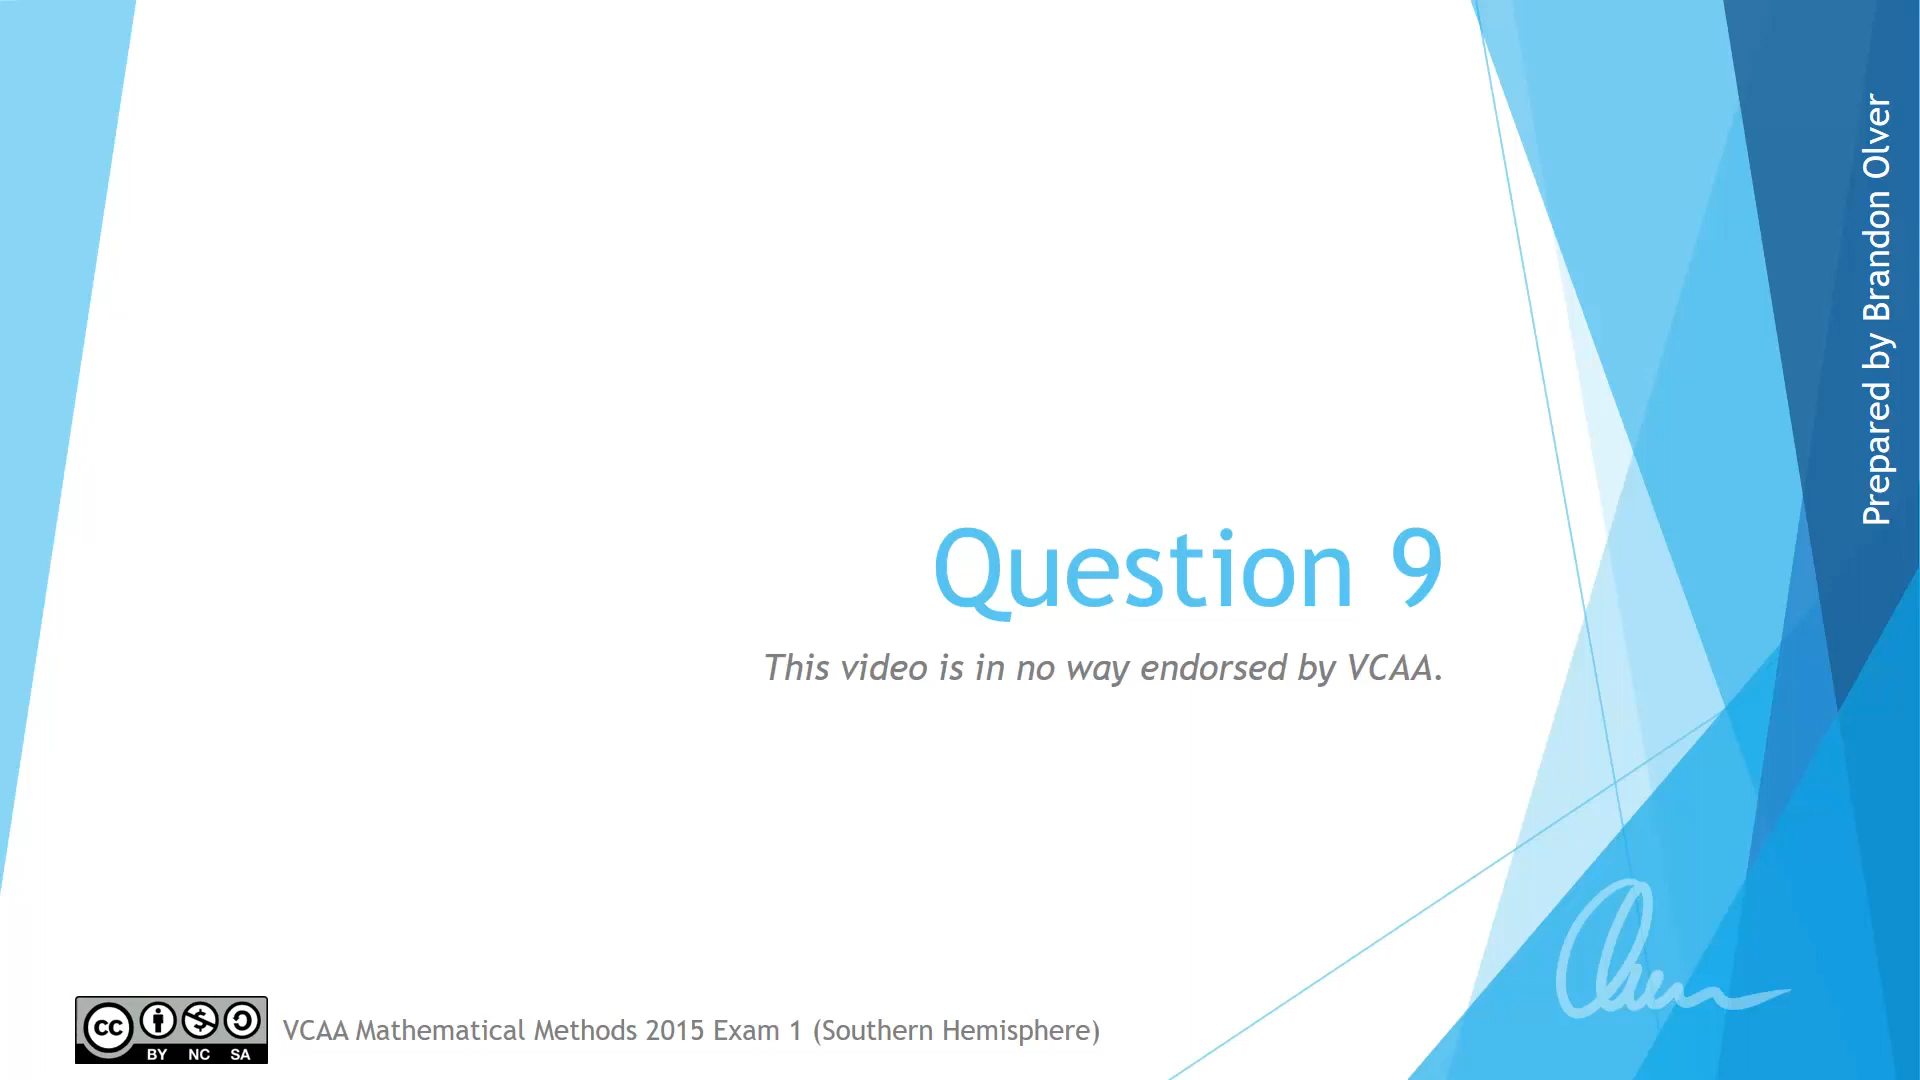 Prepared by Brandon Olver
Question 9
This video is in no way endorsed by VCAA.
VCAA Mathematical Methods 2015 Exam 1 (Southern Hemisphere)
cc
BY NC SA